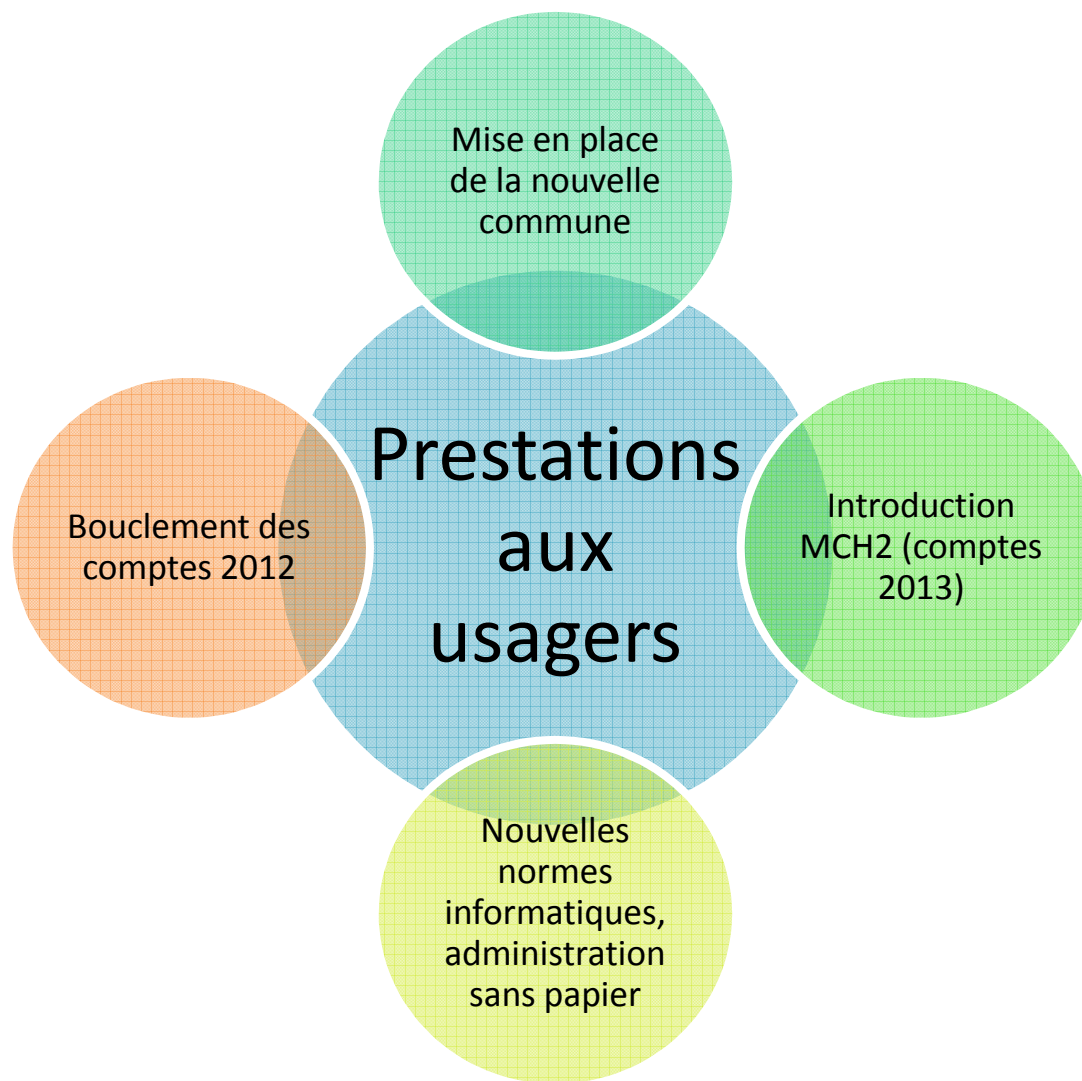 Mise en place
de la nouvelle
commune
Prestations
aux
usagers
Bouclement des
comptes 2012
Introduction
MCH2 (comptes
2013)
Nouvelles
normes
informatiques,
administration
sans papier